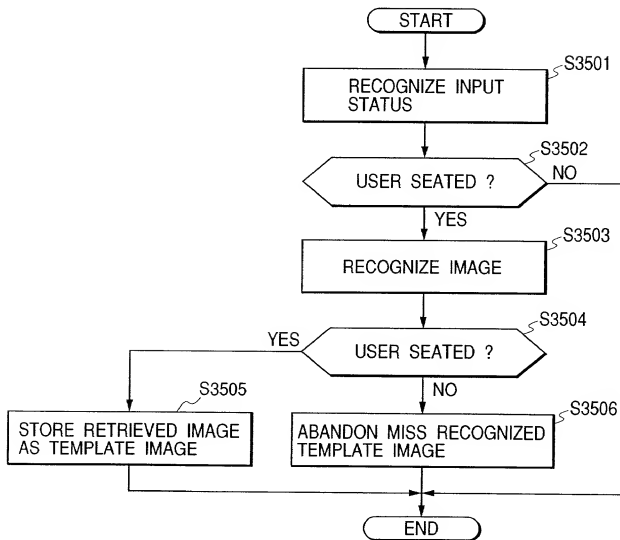 START
S3501
RECOGNIZE INPUT
STATUS
S3502
USER SEATED ?
NO
YES
S3503
RECOGNIZE IMAGE
S3504
YES
USER SEATED ?
NO
S3505
STORE RETRIEVED IMAGE
AS TEMPLATE IMAGE
S3506
ABANDON MISS RECOGNIZED
TEMPLATE IMAGE
END